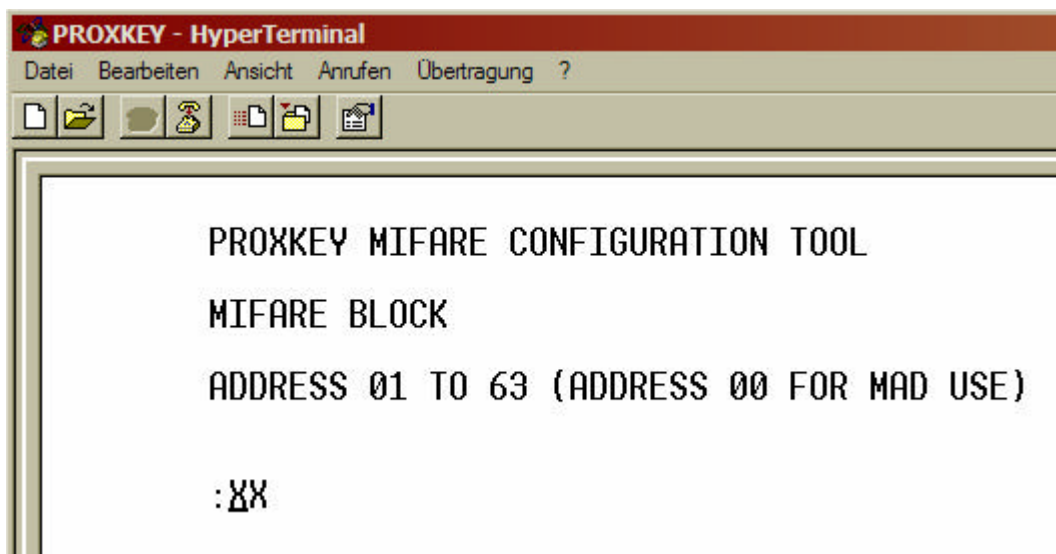 PROXKEY - HyperTerminal
Datei Bearbeiten Ansicht Anrufen Übertragung ?
PROXKEY MIFARE CONFIGURATION TOOL
MIFARE BLOCK
ADDRESS 01 TO 63 (ADDRESS 00 FOR MAD USE)
:XX